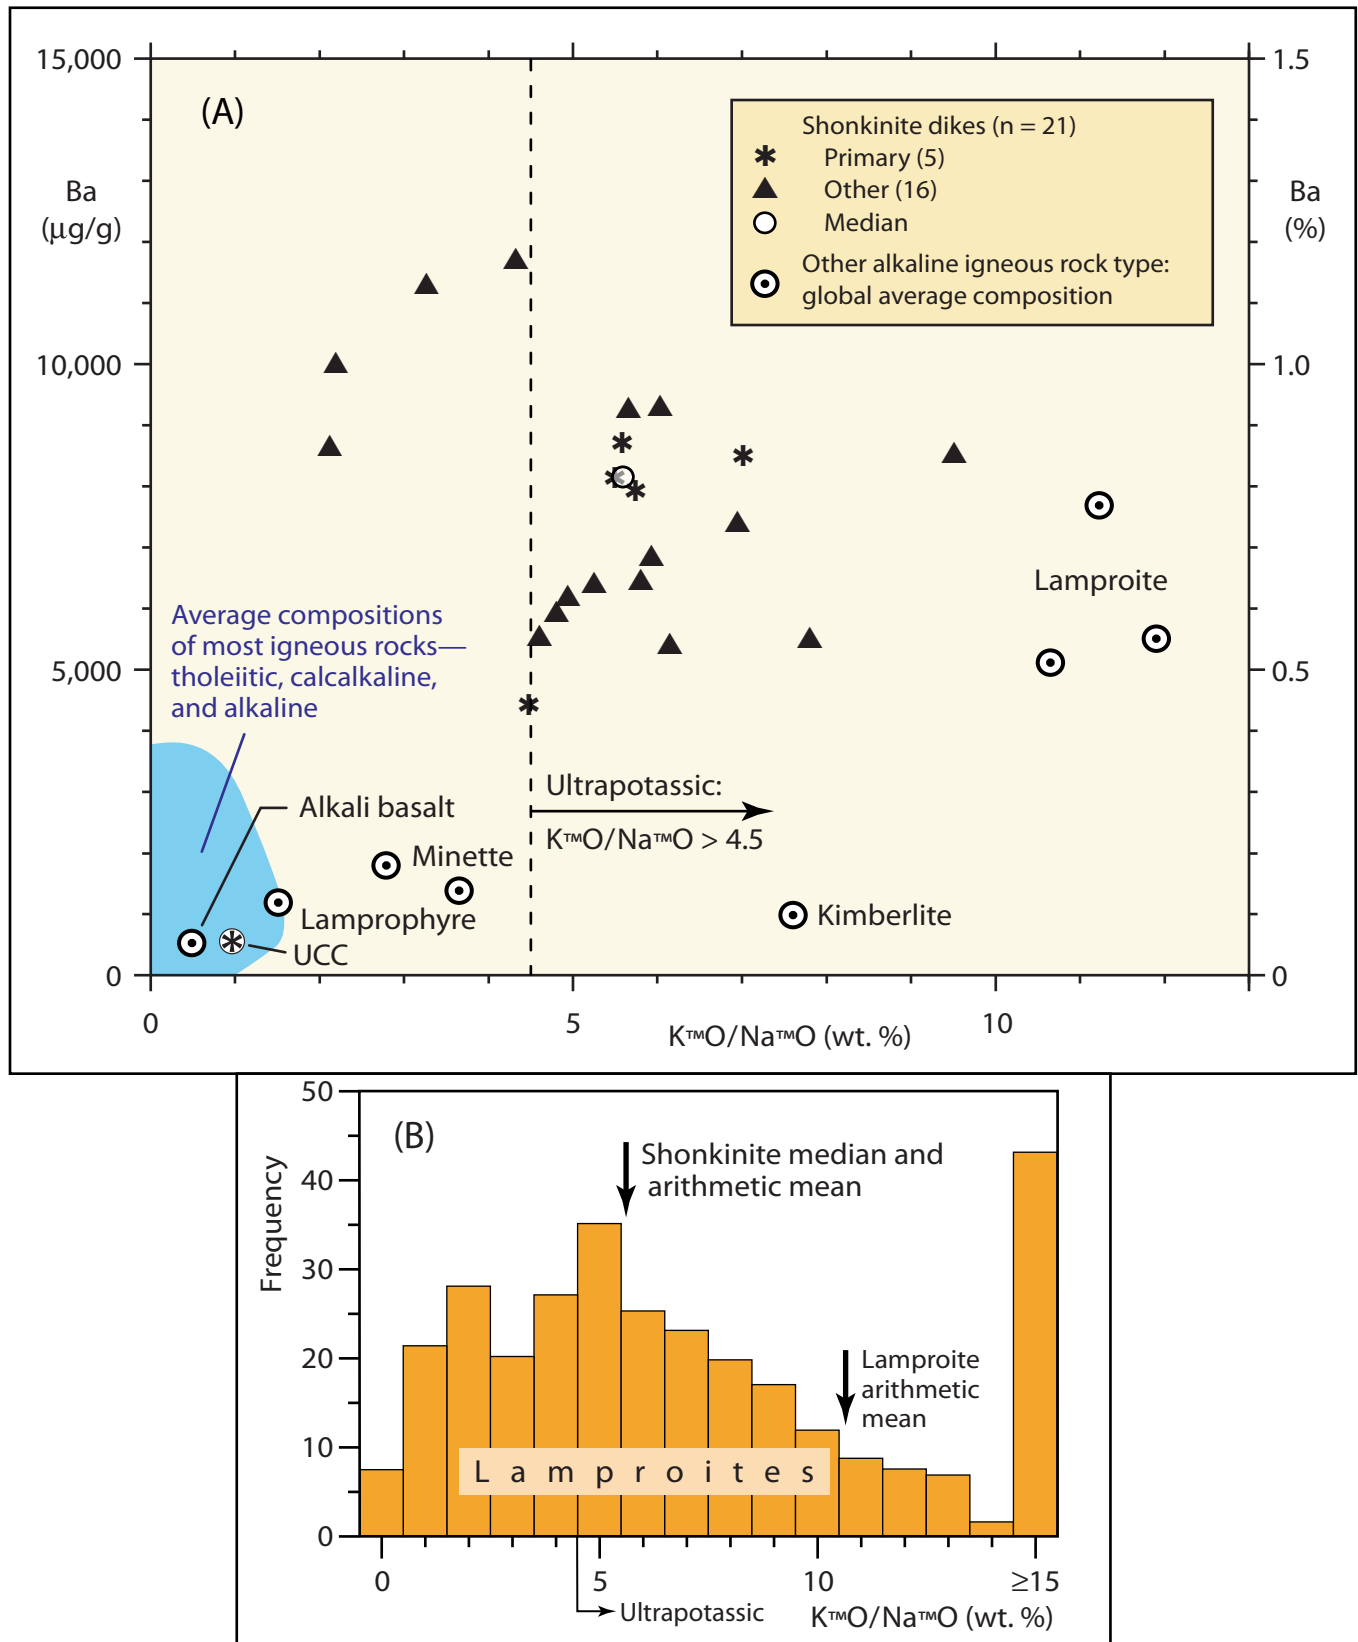 (A)
15,000
10,000
5,000
0
Ba
(µg/g)
1.5
1.0
0.5
0
Ba
(%)
Shonkinite dikes (n = 21)
Primary (5)
Other (16)
Median
Other alkaline igneous rock type:
global average composition
Lamproite
Average compositions
of most igneous rocks—
tholeiitic, calcalkaline,
and alkaline
Ultrapotassic:
K™O/Na™O > 4.5
Alkali basalt
Minette
Lamprophyre
UCC
Kimberlite
0
5
10
K™O/Na™O (wt. %)
(B)
50
40
30
20
10
0
Frequency
Shonkinite median and
arithmetic mean
Lamproite
arithmetic
mean
Lamproites
0
5
10
≥15
Ultrapotassic
K™O/Na™O (wt. %)